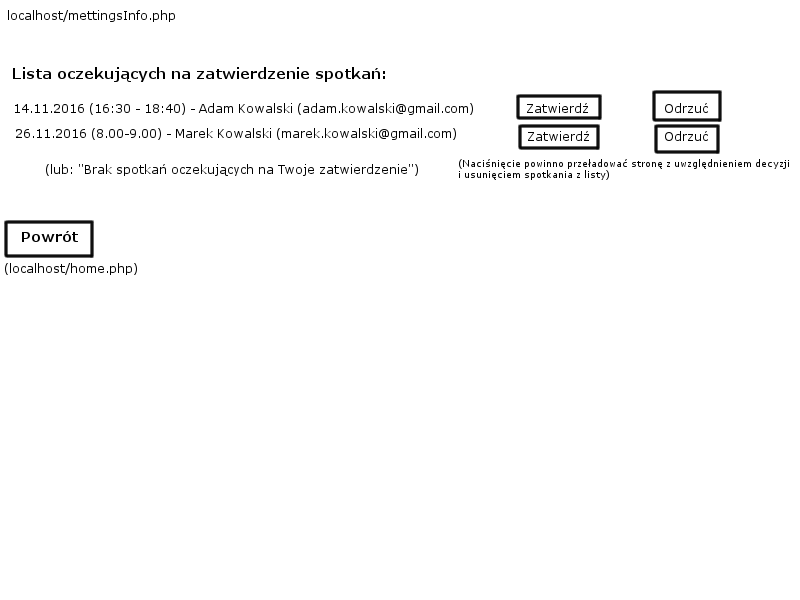 localhost/mettingsInfo.php
Lista oczekujących na zatwierdzenie spotkań:
14.11.2016 (16:30 - 18:40) - Adam Kowalski (adam.kowalski@gmail.com) Zatwierdź Odrzuć
26.11.2016 (8.00-9.00) - Marek Kowalski (marek.kowalski@gmail.com) Zatwierdź Odrzuć
(lub: "Brak spotkań oczekujących na Twoje zatwierdzenie")
(Naciśnięcie powinno przeładować stronę z uwzględnieniem decyzji
i usunięciem spotkania z listy)
Powrót
(localhost/home.php)